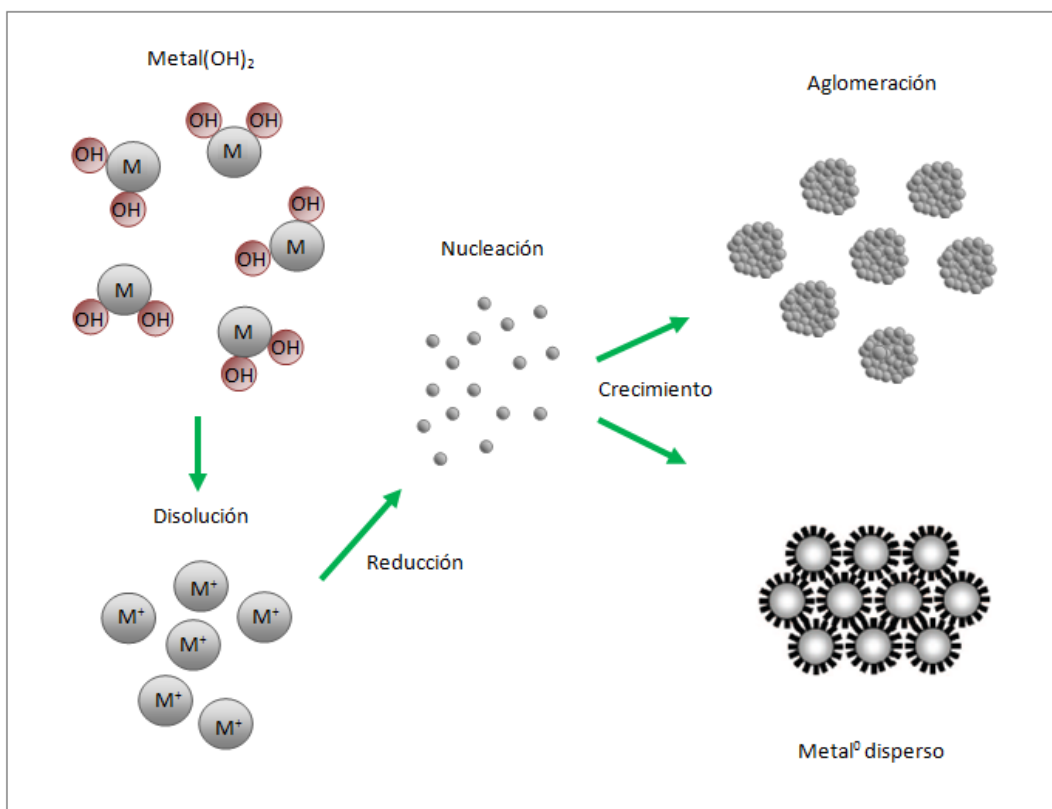 Metal(OH)₂
OH
OH
M
OH
M
OH
OH
M
OH
M
OH
OH
M
OH
OH
Disolución
M⁺
M⁺
M⁺
M⁺
M⁺
M⁺
Reducción
Nucleación
Crecimiento
Aglomeración
Metal⁰ disperso